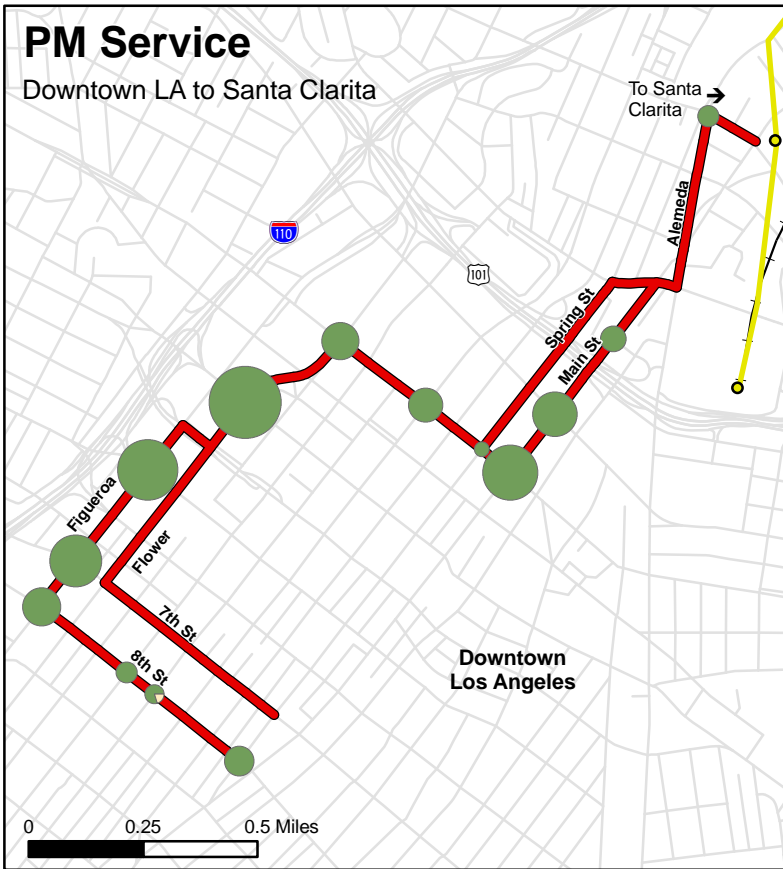 PM Service
Downtown LA to Santa Clarita
To Santa
Clarita
110
101
Alemeda
Spring St
Main St
Figueroa
Flower
7th St
8th St
Downtown
Los Angeles
0 0.25 0.5 Miles